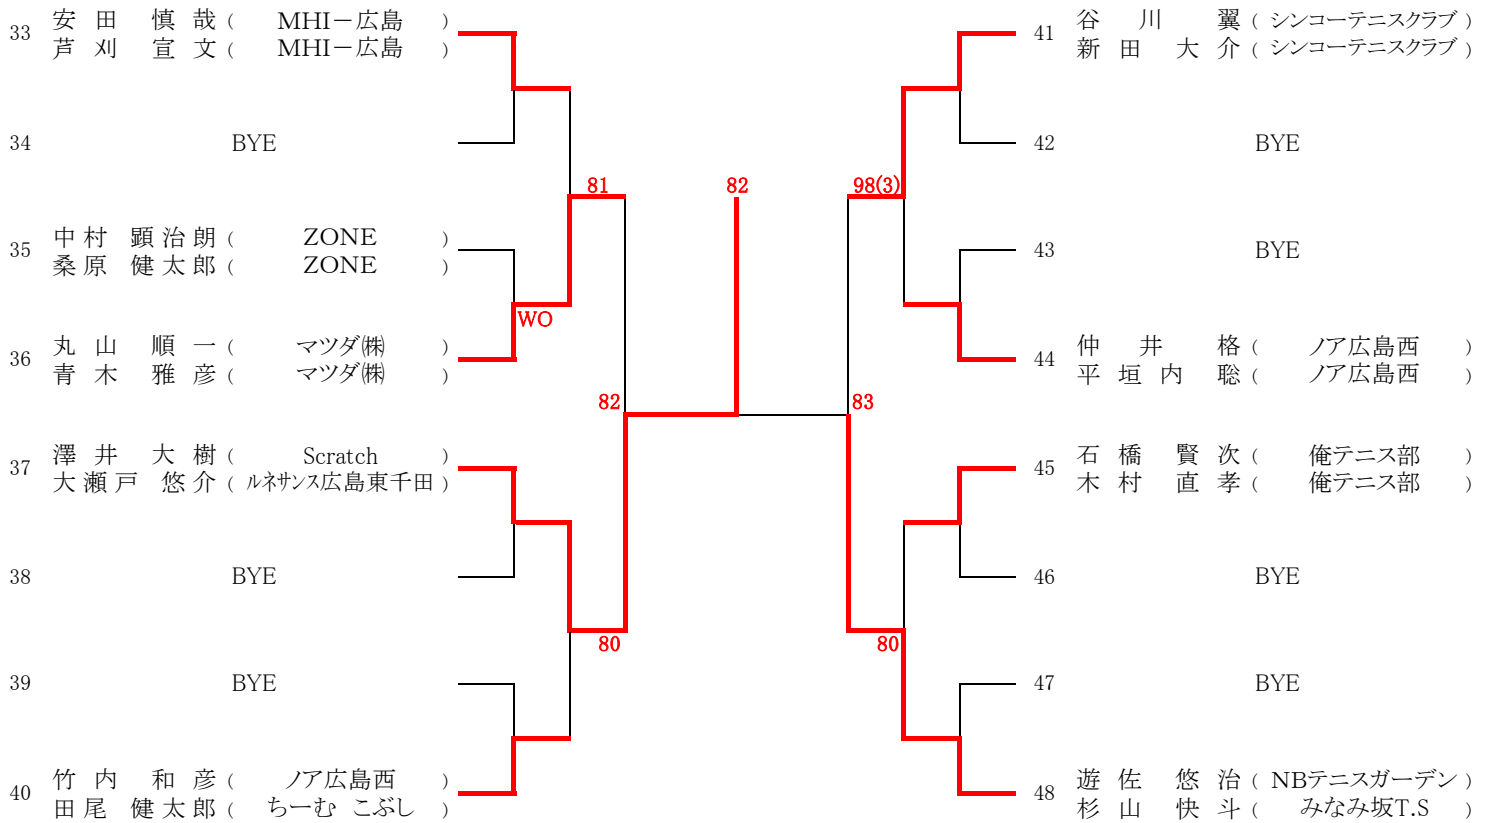 33 安田 慎哉 ( MHI－広島 )
芦刈 宣文 ( MHI－広島 )
34 BYE
81
35 中村 顕治朗 ( ZONE )
桑原 健太郎 ( ZONE )
WO
36 丸山 順一 ( マツダ㈱ )
青木 雅彦 ( マツダ㈱ )
82
37 澤井 大樹 ( Scratch )
大瀬戸 悠介 ( ルネサンス広島東千田 )
38 BYE
80
39 BYE
40 竹内 和彦 ( ノア広島西 )
田尾 健太郎 ( ちーむ こぶし )
82
41 谷川 翼 ( シンコーテニスクラブ )
新田 大介 ( シンコーテニスクラブ )
42 BYE
98(3)
43 BYE
44 仲井 格 ( ノア広島西 )
平垣内 聡 ( ノア広島西 )
83
45 石橋 賢次 ( 俺テニス部 )
木村 直孝 ( 俺テニス部 )
46 BYE
80
47 BYE
48 遊佐 悠治 ( NBテニスガーデン )
杉山 快斗 ( みなみ坂T.S )